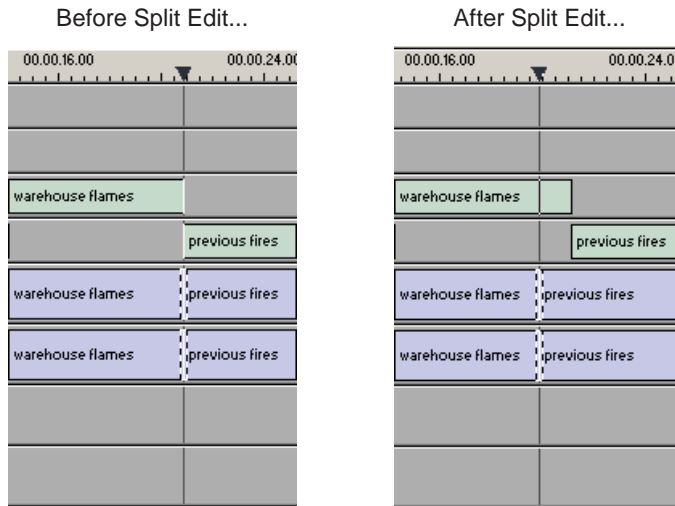 Before Split Edit...
00.00.16.00 00.00.24.00
warehouse flames
previous fires
warehouse flames previous fires
warehouse flames previous fires
After Split Edit...
00.00.16.00 00.00.24.0
warehouse flames
previous fires
warehouse flames previous fires
warehouse flames previous fires